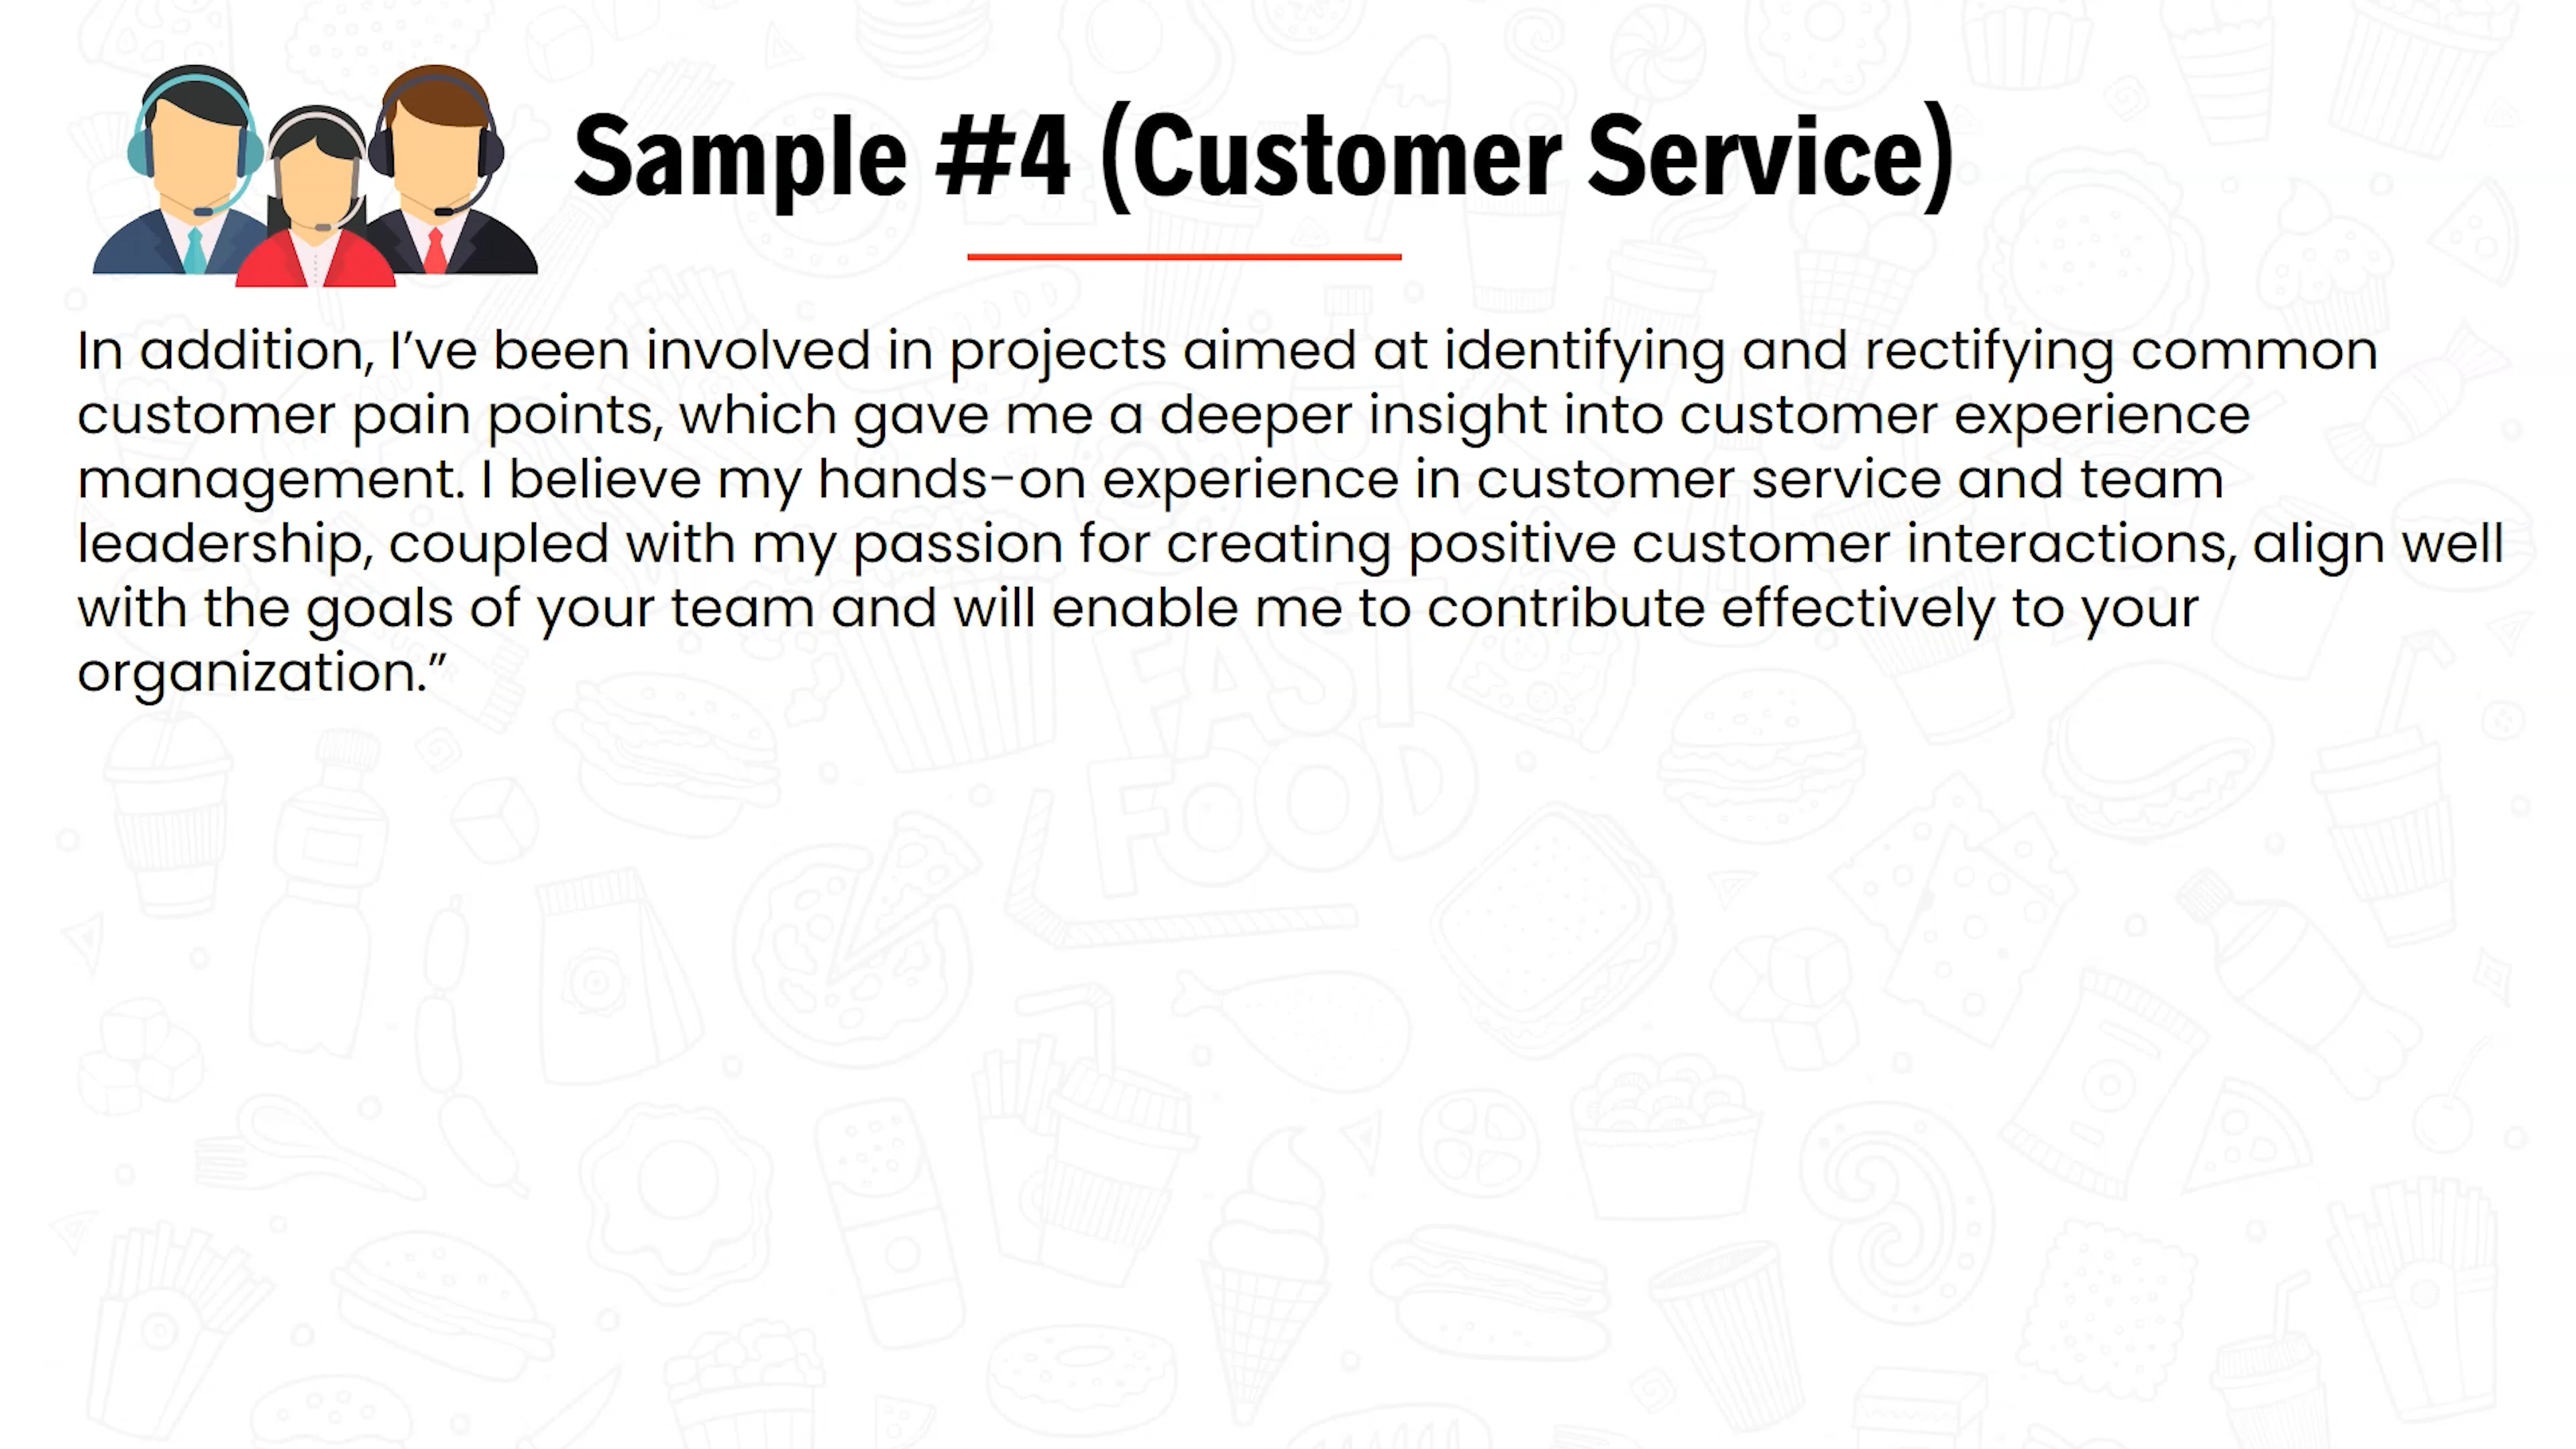 Sample #4 (Customer Service)
In addition, I’ve been involved in projects aimed at identifying and rectifying common
customer pain points, which gave me a deeper insight into customer experience
management. I believe my hands-on experience in customer service and team
leadership, coupled with my passion for creating positive customer interactions, align well
with the goals of your team and will enable me to contribute effectively to your
organization.”
FAST
FOOD